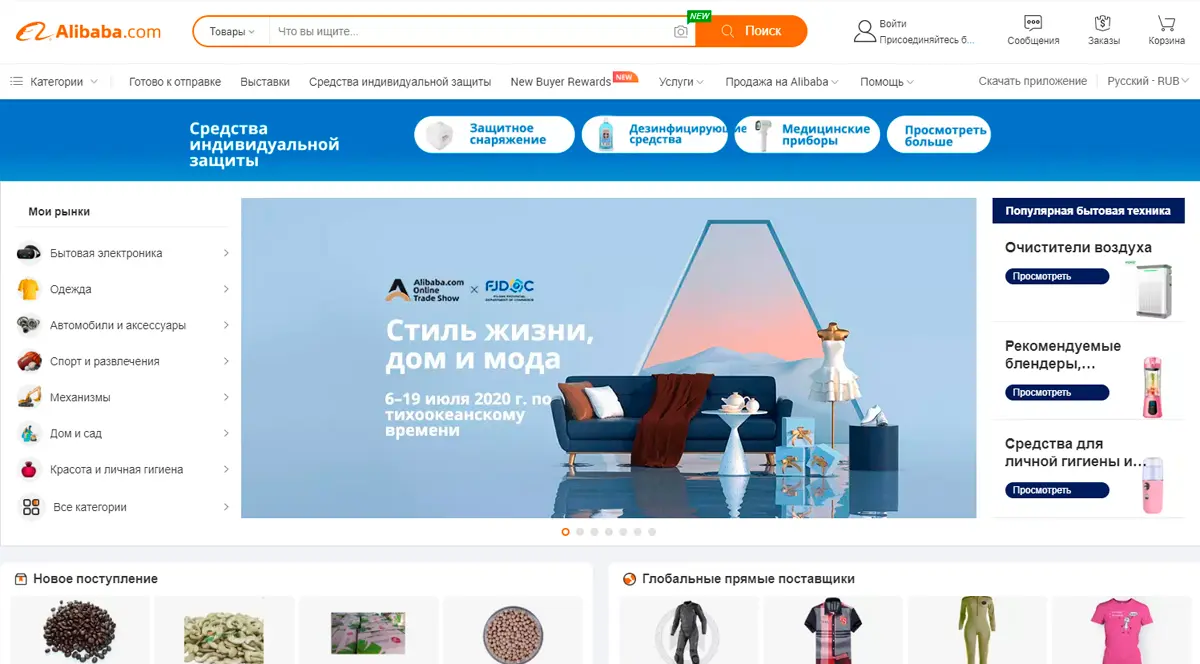 Alibaba.com
Товары
Что вы ищите...
NEW
Поиск
Войти
Присоединяйтесь б...
Сообщения
Заказы
Корзина
Категории
Готово к отправке
Выставки
Средства индивидуальной защиты
New Buyer Rewards
NEW
Услуги
Продажа на Alibaba
Помощь
Скачать приложение
Русский - RUB
Средства
индивидуальной
защиты
Защитное
снаряжение
Дезинфицирующие
средства
Медицинские
приборы
Просмотреть
больше
Мои рынки
Бытовая электроника
Одежда
Автомобили и аксессуары
Спорт и развлечения
Механизмы
Дом и сад
Красота и личная гигиена
Все категории
Alibaba.com
Online
Trade Show
×
FJDOC
Стиль жизни,
дом и мода
6–19 июля 2020 г. по
тихоокеанскому
времени
Популярная бытовая техника
Очистители воздуха
Просмотреть
Рекомендуемые
блендеры,...
Просмотреть
Средства для
личной гигиены и...
Просмотреть
Новое поступление
Глобальные прямые поставщики